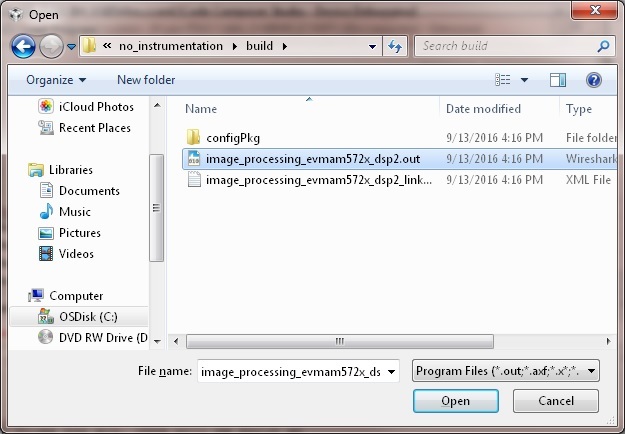 Open
« no_instrumentation ▸ build ▸
Search build
Organize
New folder
Name
Date modified
Type
iCloud Photos
Recent Places
Libraries
Documents
Music
Pictures
Videos
Computer
OSDisk (C:)
DVD RW Drive (D
configPkg 9/13/2016 4:16 PM File folder
image_processing_evmam572x_dsp2.out 9/13/2016 4:16 PM Wireshark
image_processing_evmam572x_dsp2_link... 9/13/2016 4:16 PM XML File
File name: image_processing_evmam572x_ds
Program Files (*.out;*.axf;*.x*;*.
Open
Cancel